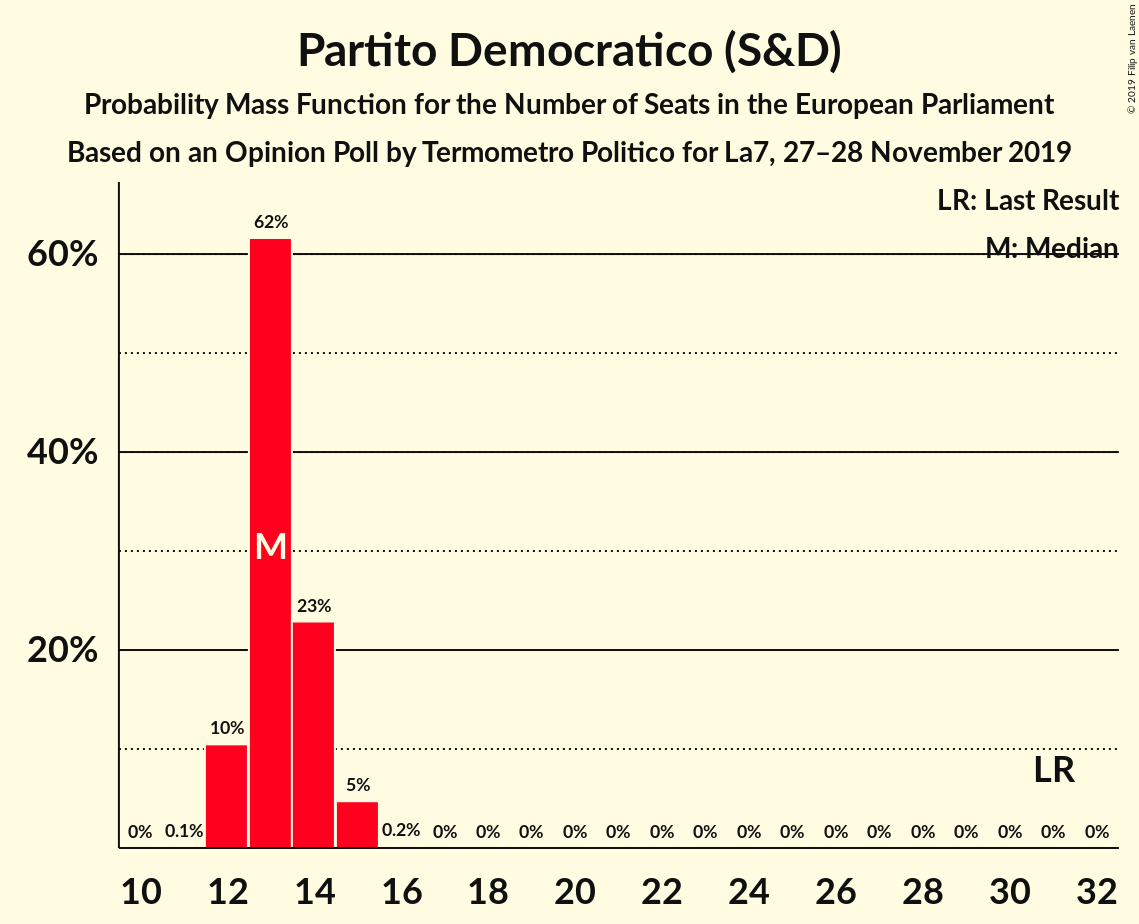 Partito Democratico (S&D)
Probability Mass Function for the Number of Seats in the European Parliament
Based on an Opinion Poll by Termometro Politico for La7, 27–28 November 2019
© 2019 Filip van Laenen
LR: Last Result
M: Median
60%
40%
20%
62%
M
23%
10%
5%
LR
0% 0.1% 0.2% 0% 0% 0% 0% 0% 0% 0% 0% 0% 0% 0% 0% 0% 0% 0% 0%
10 12 14 16 18 20 22 24 26 28 30 32